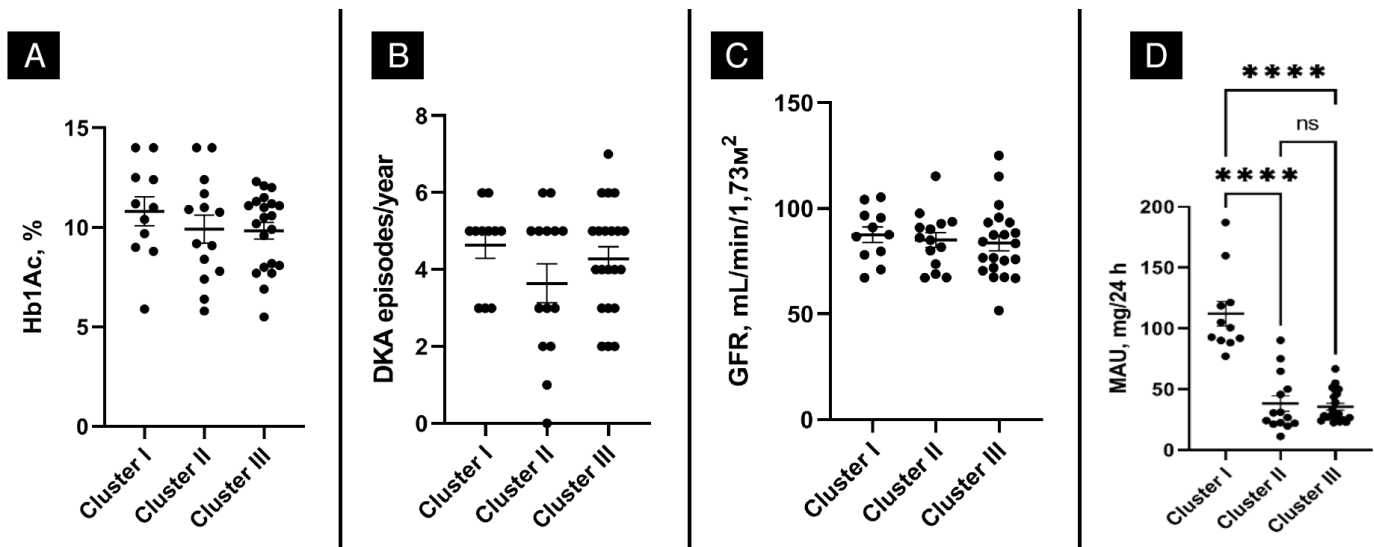 A
Hb1Ac, %
15
10
5
0
Cluster I
Cluster II
Cluster III
B
DKA episodes/year
8
6
4
2
0
Cluster I
Cluster II
Cluster III
C
GFR, mL/min/1,73м²
150
100
50
0
Cluster I
Cluster II
Cluster III
D
****
ns
****
MAU, mg/24 h
200
150
100
50
0
Cluster I
Cluster II
Cluster III